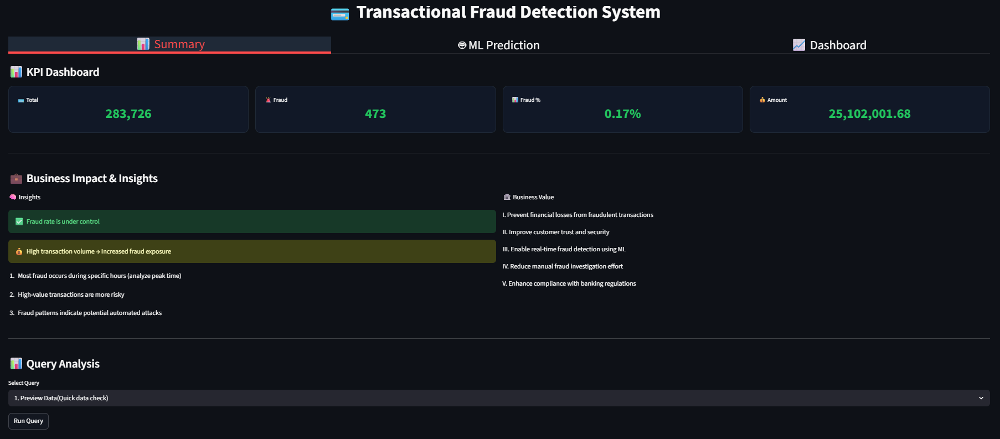 Transactional Fraud Detection System
Summary
ML Prediction
Dashboard
KPI Dashboard
Total
283,726
Fraud
473
Fraud %
0.17%
Amount
25,102,001.68
Business Impact & Insights
Insights
Fraud rate is under control
High transaction volume → Increased fraud exposure
1. Most fraud occurs during specific hours (analyze peak time)
2. High-value transactions are more risky
3. Fraud patterns indicate potential automated attacks
Business Value
I. Prevent financial losses from fraudulent transactions
II. Improve customer trust and security
III. Enable real-time fraud detection using ML
IV. Reduce manual fraud investigation effort
V. Enhance compliance with banking regulations
Query Analysis
Select Query
1. Preview Data(Quick data check)
Run Query